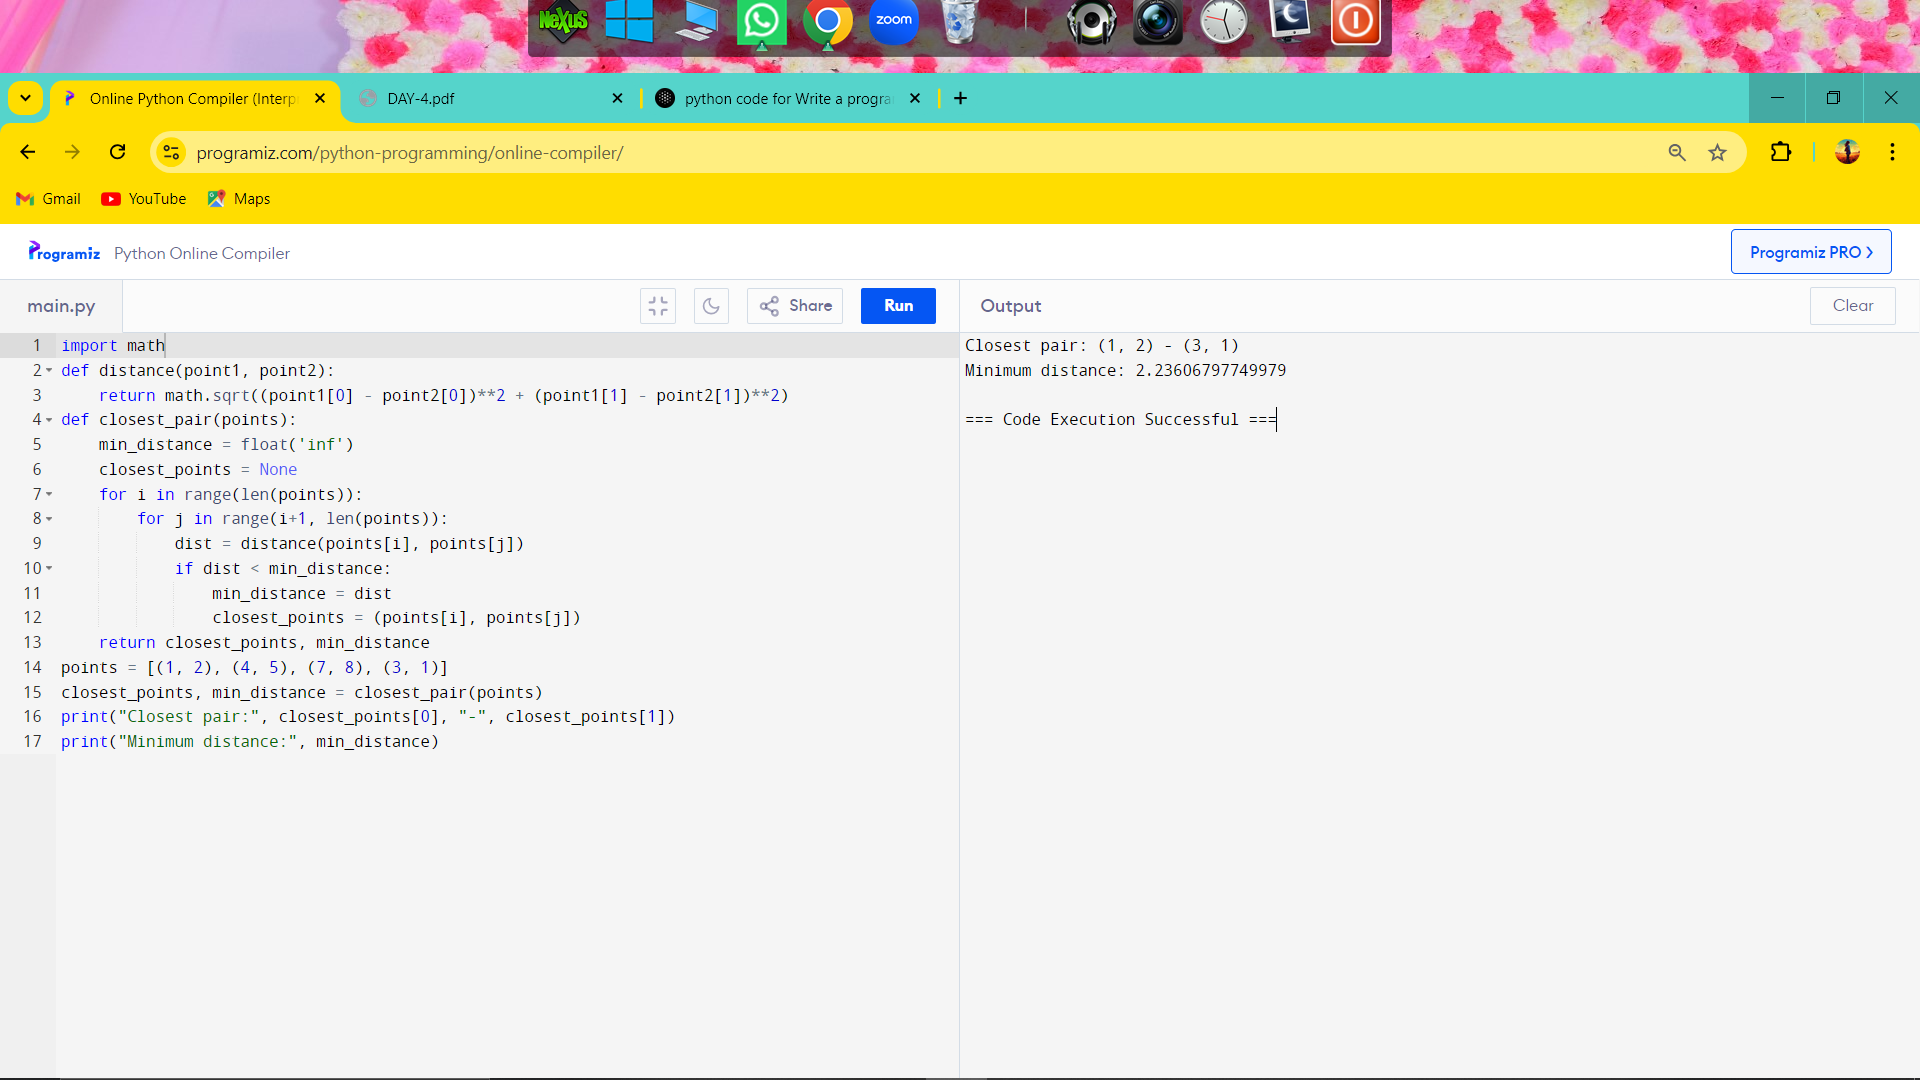 NeXuS
zoom
Online Python Compiler (Interp
DAY-4.pdf
python code for Write a progra
programiz.com/python-programming/online-compiler/
Gmail
YouTube
Maps
Programiz
Python Online Compiler
Programiz PRO >
main.py
Share
Run
Output
Clear
1 import math
2 def distance(point1, point2):
3     return math.sqrt((point1[0] - point2[0])**2 + (point1[1] - point2[1])**2)
4 def closest_pair(points):
5     min_distance = float('inf')
6     closest_points = None
7     for i in range(len(points)):
8         for j in range(i+1, len(points)):
9             dist = distance(points[i], points[j])
10             if dist < min_distance:
11                 min_distance = dist
12                 closest_points = (points[i], points[j])
13     return closest_points, min_distance
14 points = [(1, 2), (4, 5), (7, 8), (3, 1)]
15 closest_points, min_distance = closest_pair(points)
16 print("Closest pair:", closest_points[0], "-", closest_points[1])
17 print("Minimum distance:", min_distance)
Closest pair: (1, 2) - (3, 1)
Minimum distance: 2.23606797749979
=== Code Execution Successful ===